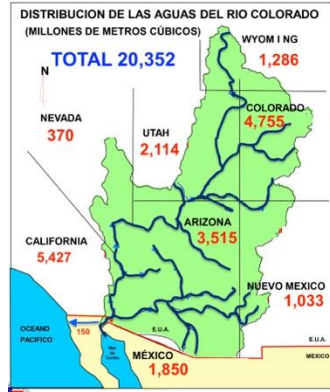 DISTRIBUCION DE LAS AGUAS DEL RIO COLORADO
(MILLONES DE METROS CÚBICOS)
TOTAL 20,352
WYOM I NG
1,286
N
COLORADO
4,755
NEVADA
370
UTAH
2,114
ARIZONA
3,515
CALIFORNIA
5,427
NUEVO MEXICO
1,033
OCEANO
PACIFICO
150
E.U.A.
E.U.A.
MEXICO
MÉXICO
1,850